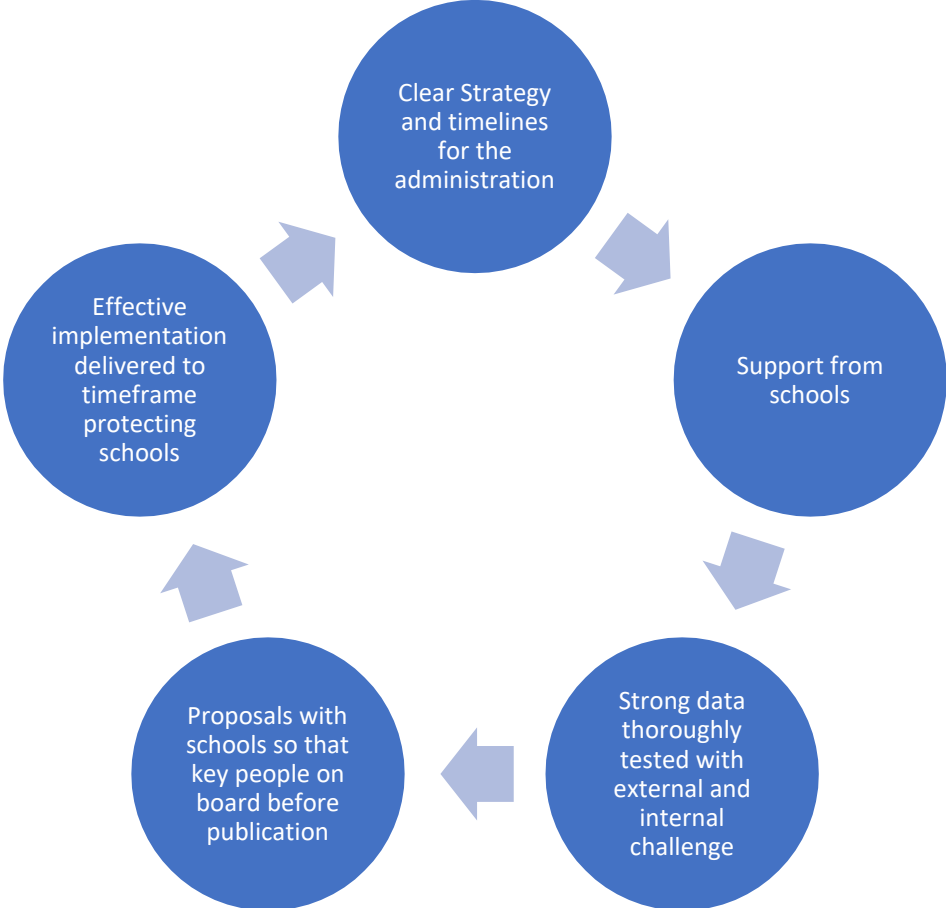 Clear Strategy
and timelines
for the
administration
Support from
schools
Strong data
thoroughly
tested with
external and
internal
challenge
Proposals with
schools so that
key people on
board before
publication
Effective
implementation
delivered to
timeframe
protecting
schools